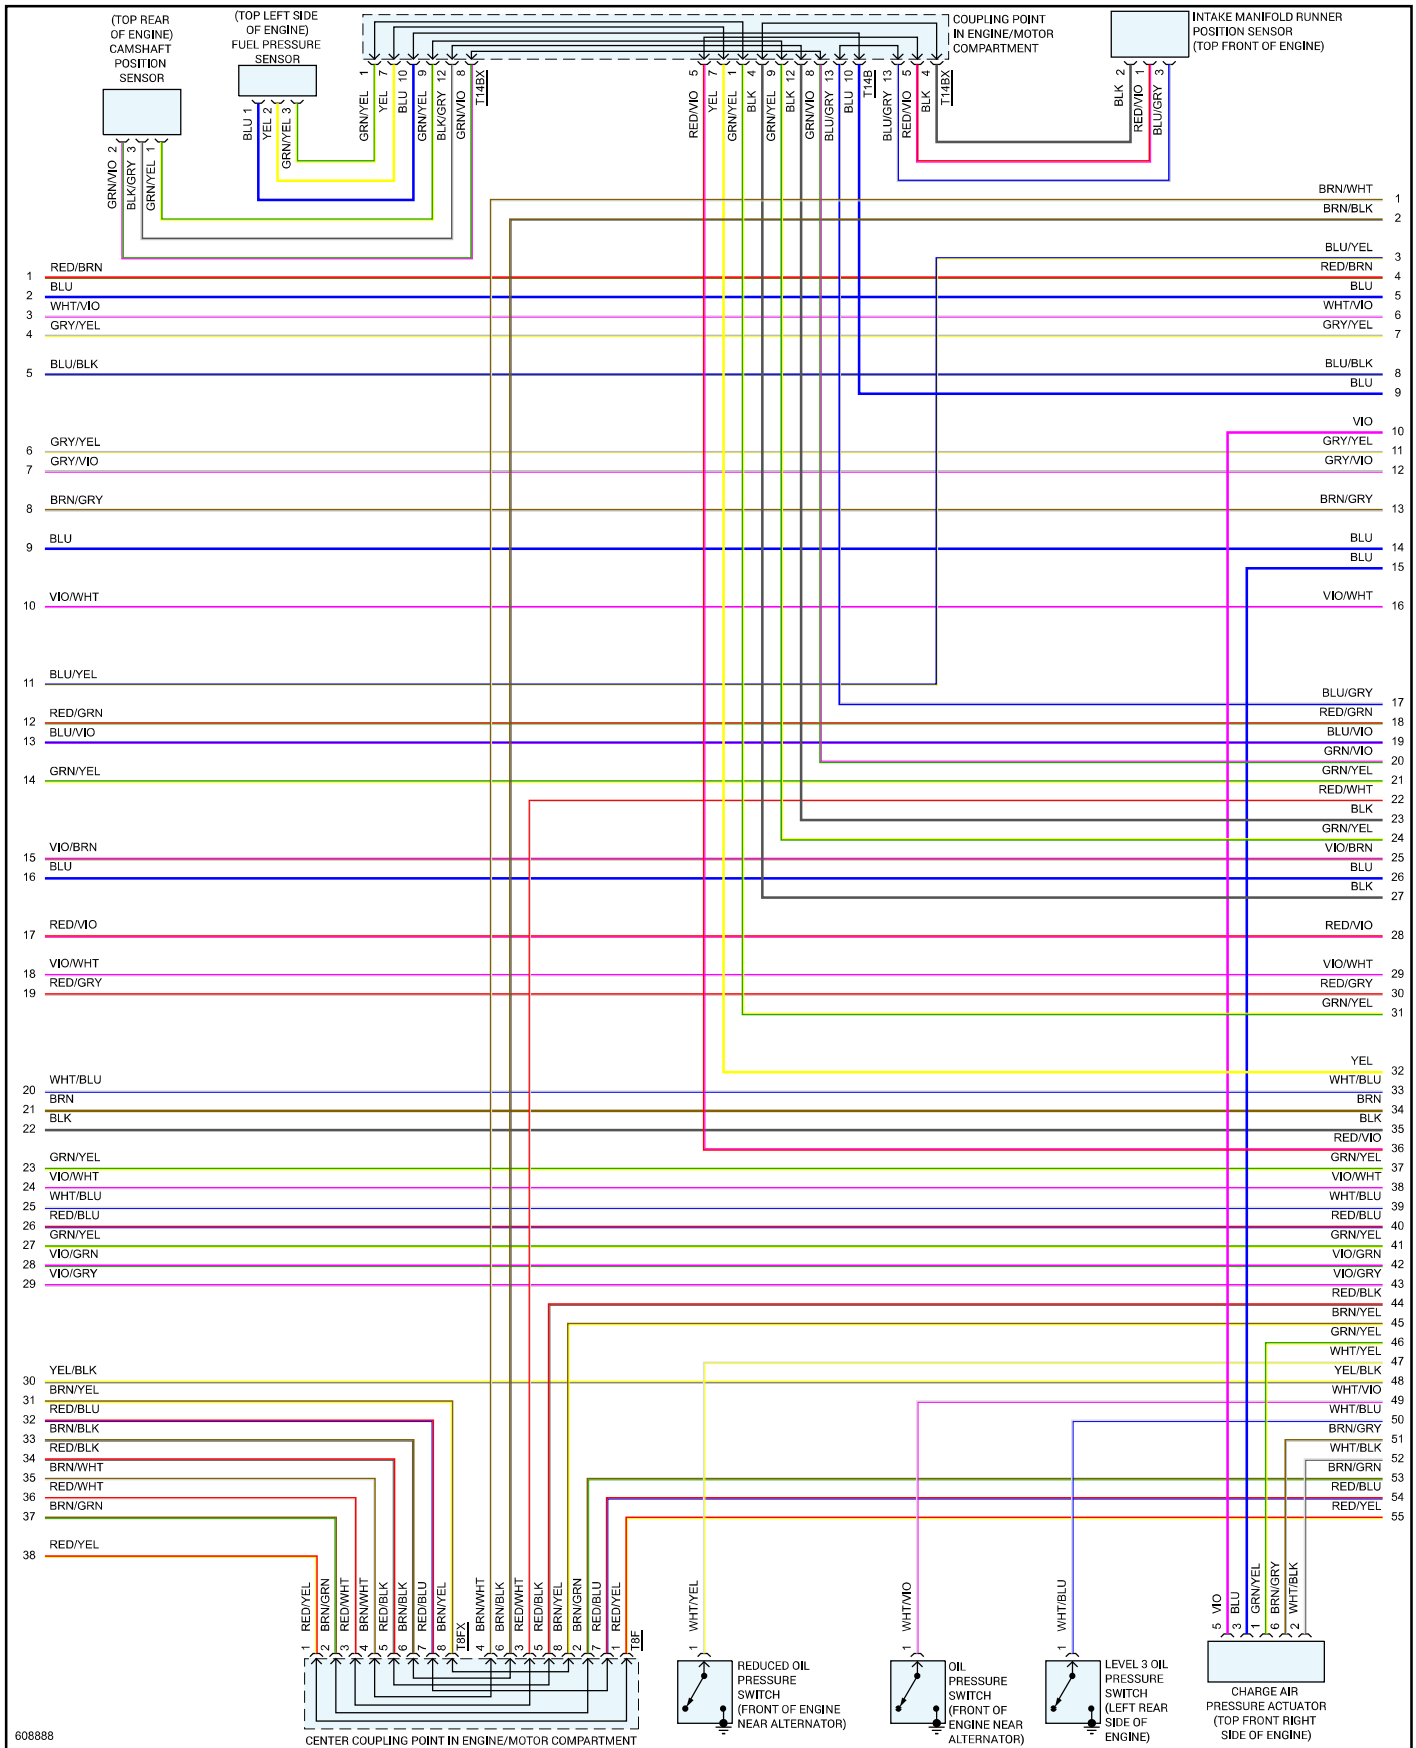 (TOP REAR
OF ENGINE)
CAMSHAFT
POSITION
SENSOR
(TOP LEFT SIDE
OF ENGINE)
FUEL PRESSURE
SENSOR
COUPLING POINT
IN ENGINE/MOTOR
COMPARTMENT
INTAKE MANIFOLD RUNNER
POSITION SENSOR
(TOP FRONT OF ENGINE)
GRN/VIO 2
BLK/GRY 3
GRN/YEL 1
BLU 1
YEL 2
GRN/YEL 3
GRN/YEL 1
YEL 7
BLU 10
GRN/YEL 9
BLK/GRY 12
GRN/VIO 8
T14BX
RED/VIO 5
YEL 7
GRN/YEL 1
BLK 4
GRN/YEL 9
BLK 12
GRN/VIO 8
BLU/GRY 13
BLU 10
T14B
BLU/GRY 13
RED/VIO 5
BLK 4
T14BX
BLK 2
RED/VIO 1
BLU/GRY 3
1 RED/BRN
2 BLU
3 WHT/VIO
4 GRY/YEL
5 BLU/BLK
6 GRY/YEL
7 GRY/VIO
8 BRN/GRY
9 BLU
10 VIO/WHT
11 BLU/YEL
12 RED/GRN
13 BLU/VIO
14 GRN/YEL
15 VIO/BRN
16 BLU
17 RED/VIO
18 VIO/WHT
19 RED/GRY
20 WHT/BLU
21 BRN
22 BLK
23 GRN/YEL
24 VIO/WHT
25 WHT/BLU
26 RED/BLU
27 GRN/YEL
28 VIO/GRN
29 VIO/GRY
30 YEL/BLK
31 BRN/YEL
32 RED/BLU
33 BRN/BLK
34 RED/BLK
35 BRN/WHT
36 RED/WHT
37 BRN/GRN
38 RED/YEL
BRN/WHT 1
BRN/BLK 2
BLU/YEL 3
RED/BRN 4
BLU 5
WHT/VIO 6
GRY/YEL 7
BLU/BLK 8
BLU 9
VIO 10
GRY/YEL 11
GRY/VIO 12
BRN/GRY 13
BLU 14
BLU 15
VIO/WHT 16
BLU/GRY 17
RED/GRN 18
BLU/VIO 19
GRN/VIO 20
GRN/YEL 21
RED/WHT 22
BLK 23
GRN/YEL 24
VIO/BRN 25
BLU 26
BLK 27
RED/VIO 28
VIO/WHT 29
RED/GRY 30
GRN/YEL 31
YEL 32
WHT/BLU 33
BRN 34
BLK 35
RED/VIO 36
GRN/YEL 37
VIO/WHT 38
WHT/BLU 39
RED/BLU 40
GRN/YEL 41
VIO/GRN 42
VIO/GRY 43
RED/BLK 44
BRN/YEL 45
GRN/YEL 46
WHT/YEL 47
YEL/BLK 48
WHT/VIO 49
WHT/BLU 50
BRN/GRY 51
WHT/BLK 52
BRN/GRN 53
RED/BLU 54
RED/YEL 55
1 RED/YEL
2 BRN/GRN
3 RED/WHT
4 BRN/WHT
5 RED/BLK
6 BRN/BLK
7 RED/BLU
8 BRN/YEL
T8FX
4 BRN/WHT
6 BRN/BLK
3 RED/WHT
5 RED/BLK
8 BRN/YEL
2 BRN/GRN
7 RED/BLU
1 RED/YEL
T8F
1 WHT/YEL
1 WHT/VIO
1 WHT/BLU
5 VIO
3 BLU
1 GRN/YEL
6 BRN/GRY
2 WHT/BLK
CENTER COUPLING POINT IN ENGINE/MOTOR COMPARTMENT
REDUCED OIL
PRESSURE
SWITCH
(FRONT OF ENGINE
NEAR ALTERNATOR)
OIL
PRESSURE
SWITCH
(FRONT OF
ENGINE NEAR
ALTERNATOR)
LEVEL 3 OIL
PRESSURE
SWITCH
(LEFT REAR
SIDE OF
ENGINE)
CHARGE AIR
PRESSURE ACTUATOR
(TOP FRONT RIGHT
SIDE OF ENGINE)
608888